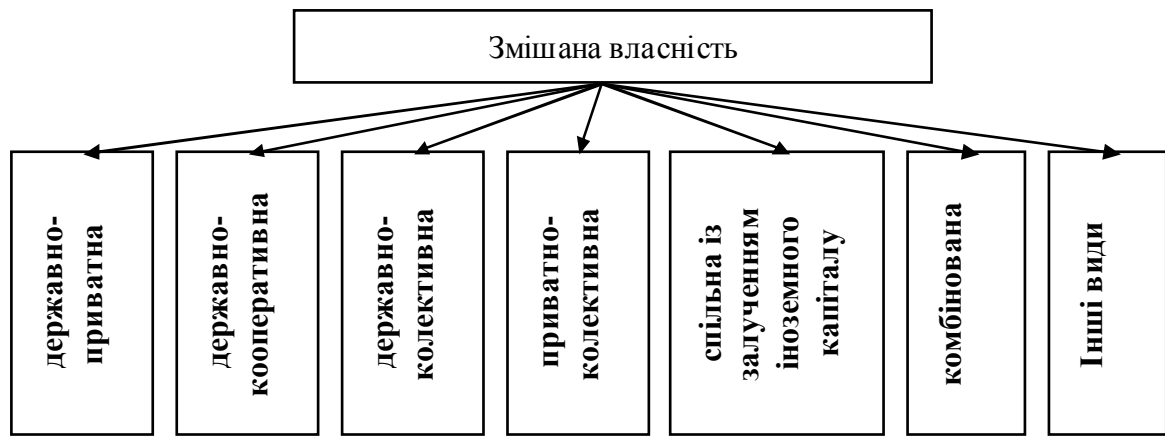 Змішана власність
державно-
приватна
державно-
кооперативна
державно-
колективна
приватно-
колективна
спільна із
залученням
іноземного
капіталу
комбінована
Інші види